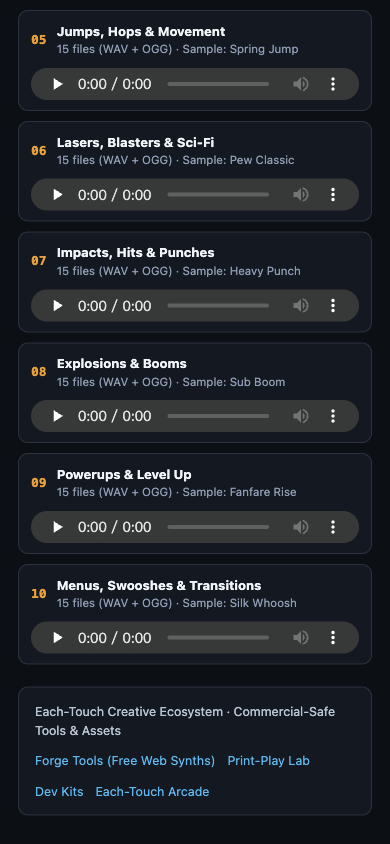 05 Jumps, Hops & Movement
15 files (WAV + OGG) · Sample: Spring Jump
0:00 / 0:00
06 Lasers, Blasters & Sci-Fi
15 files (WAV + OGG) · Sample: Pew Classic
0:00 / 0:00
07 Impacts, Hits & Punches
15 files (WAV + OGG) · Sample: Heavy Punch
0:00 / 0:00
08 Explosions & Booms
15 files (WAV + OGG) · Sample: Sub Boom
0:00 / 0:00
09 Powerups & Level Up
15 files (WAV + OGG) · Sample: Fanfare Rise
0:00 / 0:00
10 Menus, Swooshes & Transitions
15 files (WAV + OGG) · Sample: Silk Whoosh
0:00 / 0:00
Each-Touch Creative Ecosystem · Commercial-Safe
Tools & Assets
Forge Tools (Free Web Synths) Print-Play Lab
Dev Kits Each-Touch Arcade